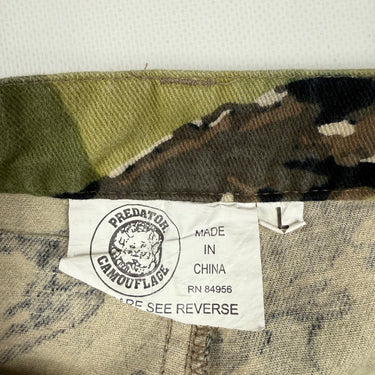 PREDATOR
CAMOUFLAGE
MADE
IN
CHINA
RN 84956
SEE REVERSE
L